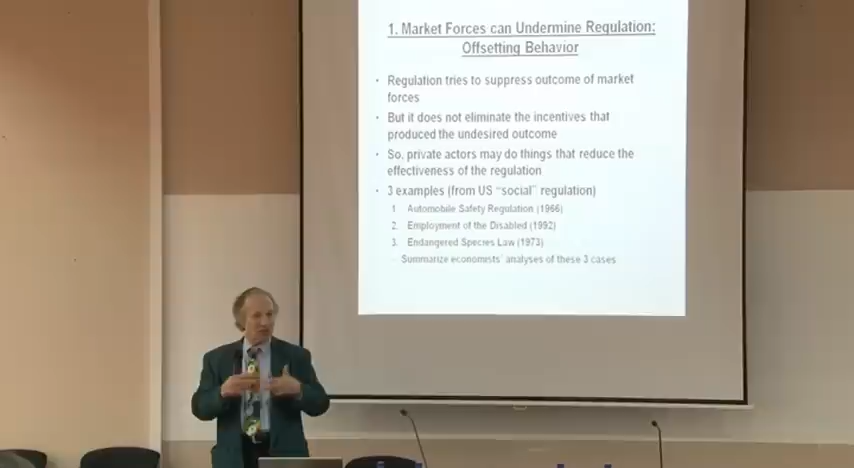 1. Market Forces can Undermine Regulation:
Offsetting Behavior
• Regulation tries to suppress outcome of market
forces
• But it does not eliminate the incentives that
produced the undesired outcome
• So, private actors may do things that reduce the
effectiveness of the regulation
• 3 examples (from US “social” regulation)
1. Automobile Safety Regulation (1966)
2. Employment of the Disabled (1992)
3. Endangered Species Law (1973)
Summarize economists’ analyses of these 3 cases